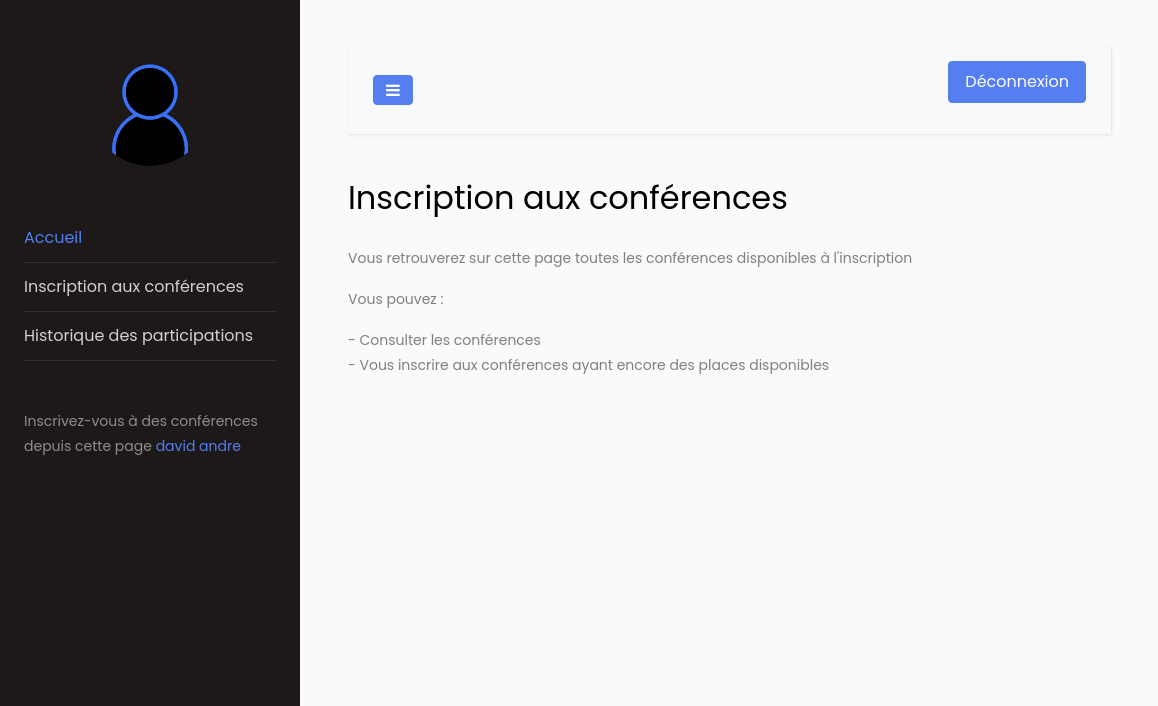 Accueil
Inscription aux conférences
Historique des participations
Inscrivez-vous à des conférences
depuis cette page david andre
Déconnexion
Inscription aux conférences
Vous retrouverez sur cette page toutes les conférences disponibles à l'inscription
Vous pouvez :
- Consulter les conférences
- Vous inscrire aux conférences ayant encore des places disponibles